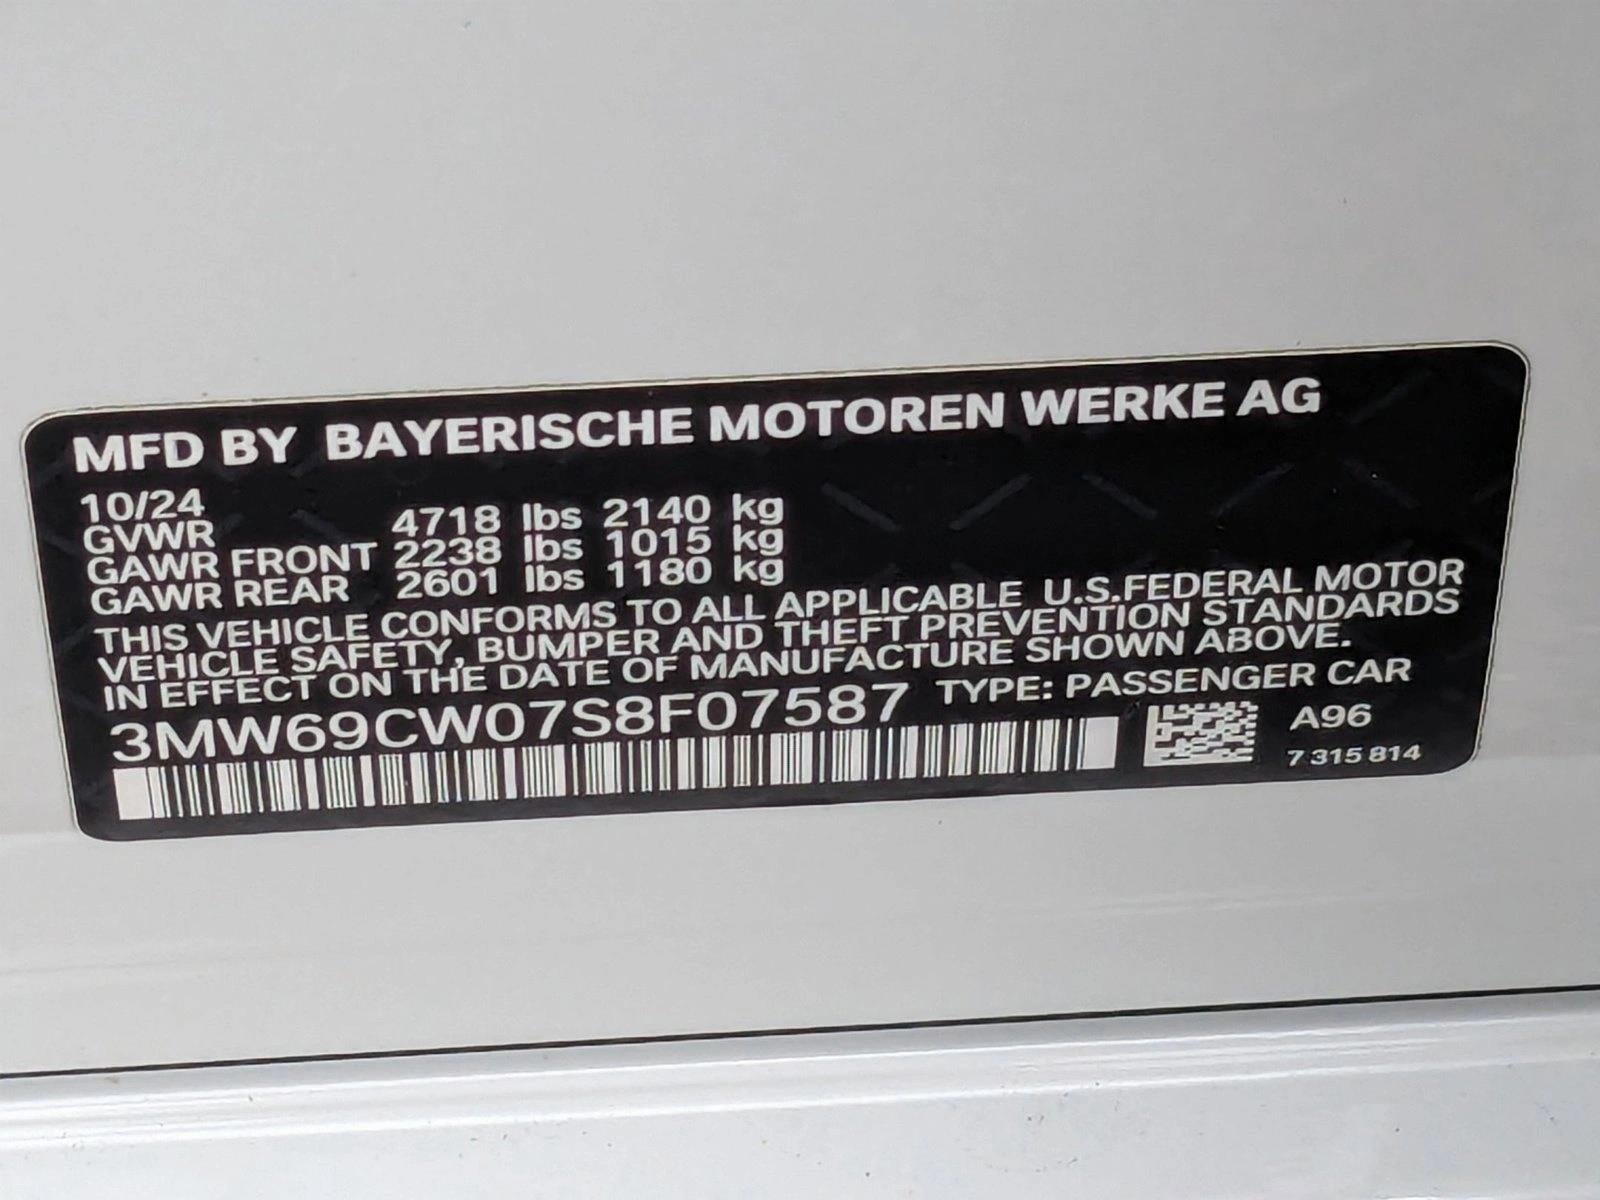 MFD BY BAYERISCHE MOTOREN WERKE AG
10/24
GVWR 4718 lbs 2140 kg
GAWR FRONT 2238 lbs 1015 kg
GAWR REAR 2601 lbs 1180 kg
THIS VEHICLE CONFORMS TO ALL APPLICABLE U.S.FEDERAL MOTOR
VEHICLE SAFETY, BUMPER AND THEFT PREVENTION STANDARDS
IN EFFECT ON THE DATE OF MANUFACTURE SHOWN ABOVE.
3MW69CW07S8F07587 TYPE: PASSENGER CAR
A96
7 315 814